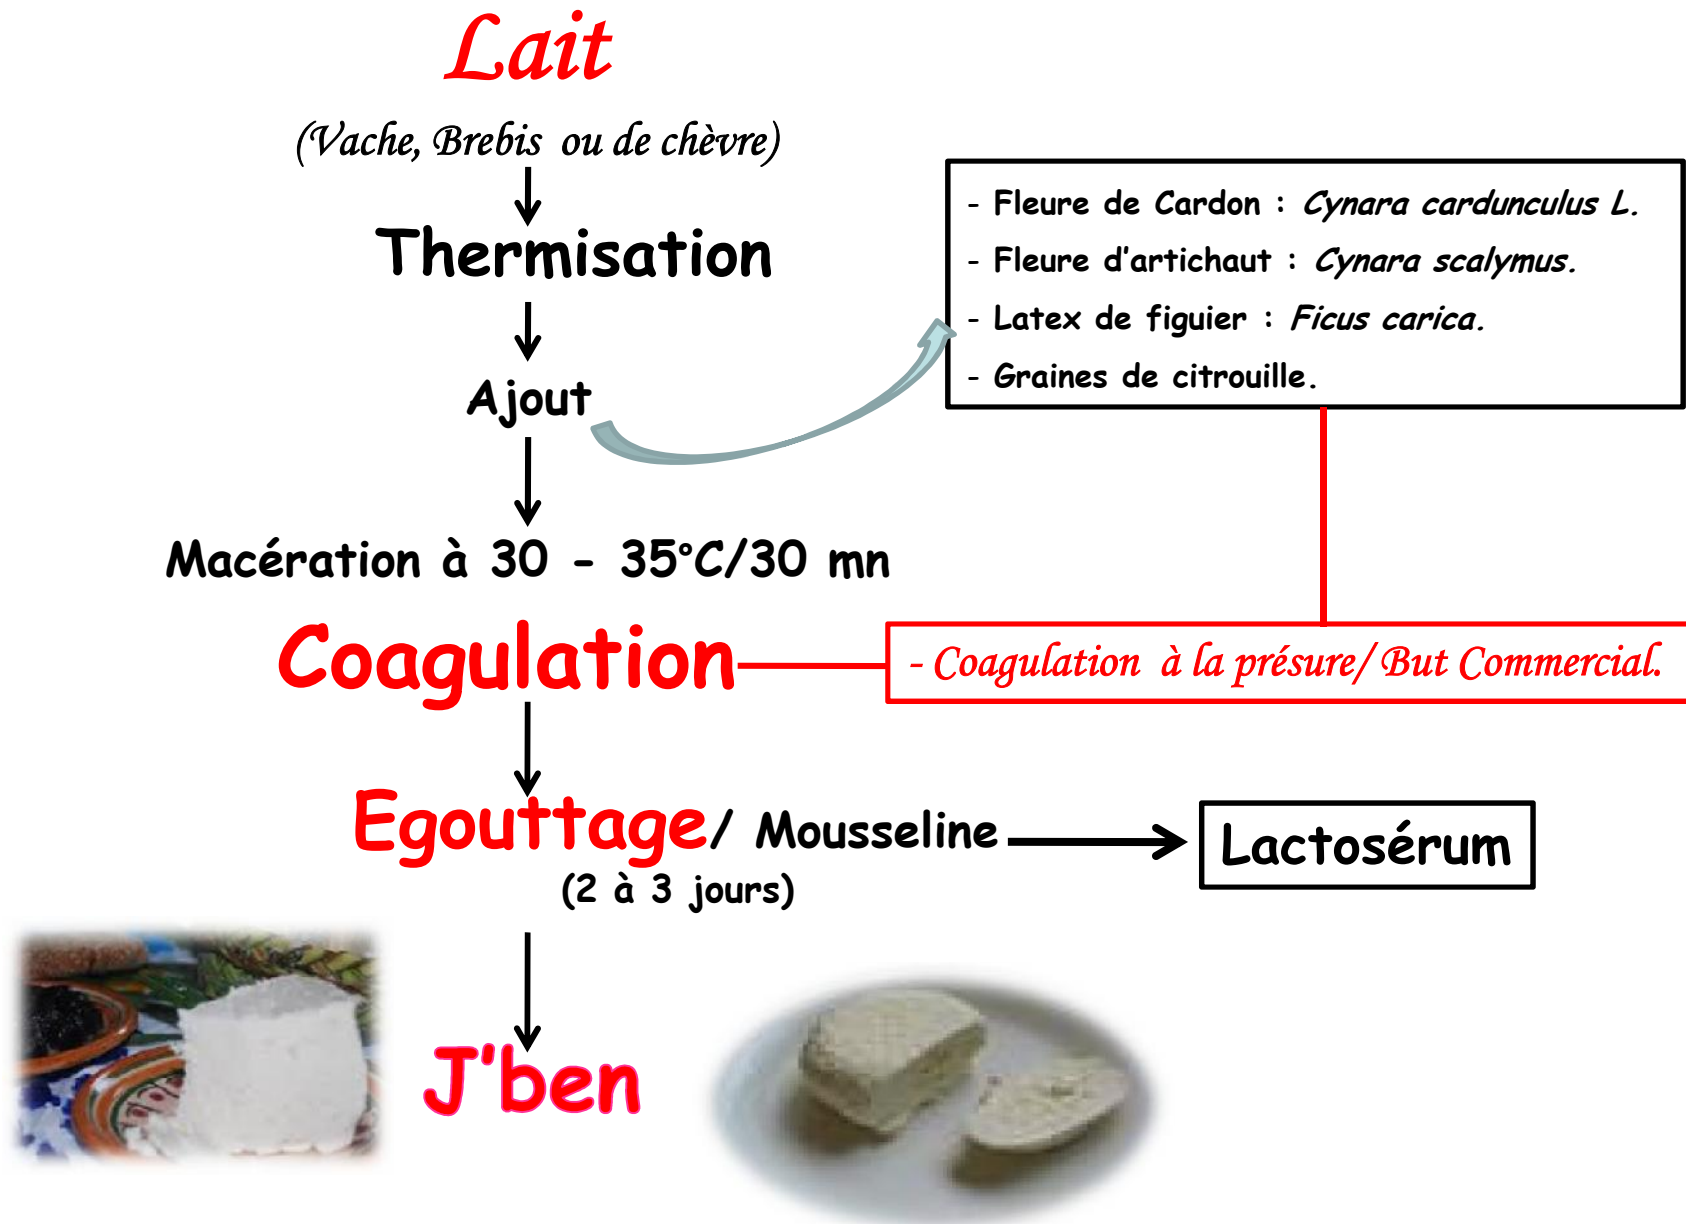 Lait
(Vache, Brebis ou de chèvre)
Thermisation
Ajout
- Fleure de Cardon : Cynara cardunculus L.
- Fleure d'artichaut : Cynara scalymus.
- Latex de figuier : Ficus carica.
- Graines de citrouille.
Macération à 30 - 35°C/30 mn
Coagulation
- Coagulation à la présure/ But Commercial.
Egouttage/ Mousseline
(2 à 3 jours)
Lactosérum
J'ben